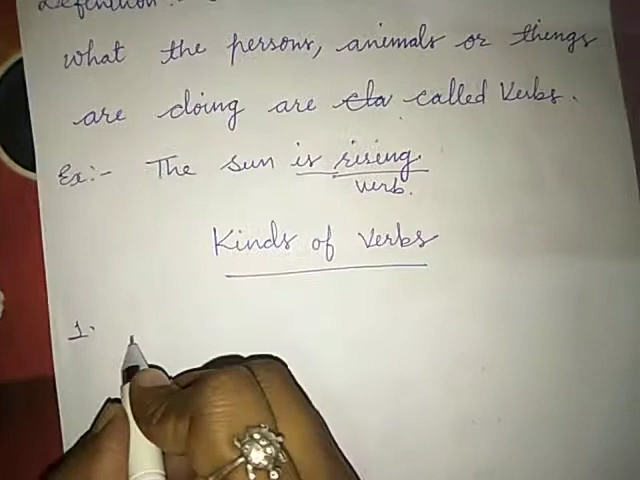 Definition :
what the persons, animals or things
are doing are called Verbs.
Ex:- The sun is rising.
verb.
Kinds of Verbs
1.